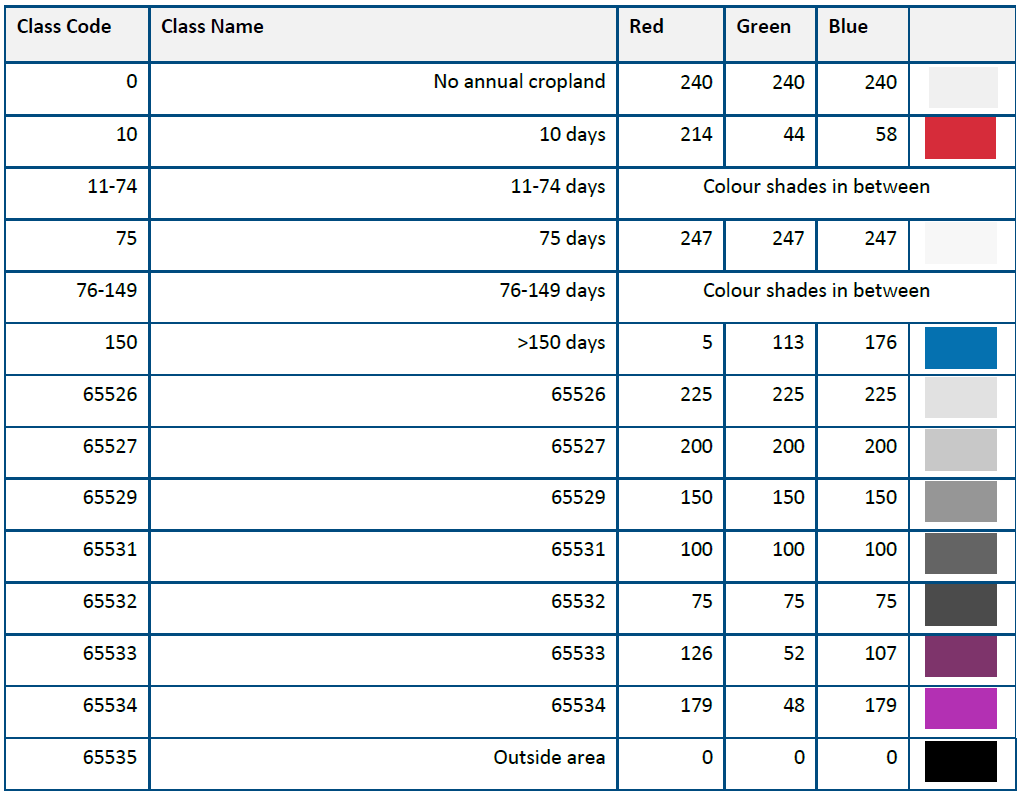 Class Code Class Name Red Green Blue
0 No annual cropland 240 240 240
10 10 days 214 44 58
11-74 11-74 days Colour shades in between
75 75 days 247 247 247
76-149 76-149 days Colour shades in between
150 >150 days 5 113 176
65526 65526 225 225 225
65527 65527 200 200 200
65529 65529 150 150 150
65531 65531 100 100 100
65532 65532 75 75 75
65533 65533 126 52 107
65534 65534 179 48 179
65535 Outside area 0 0 0